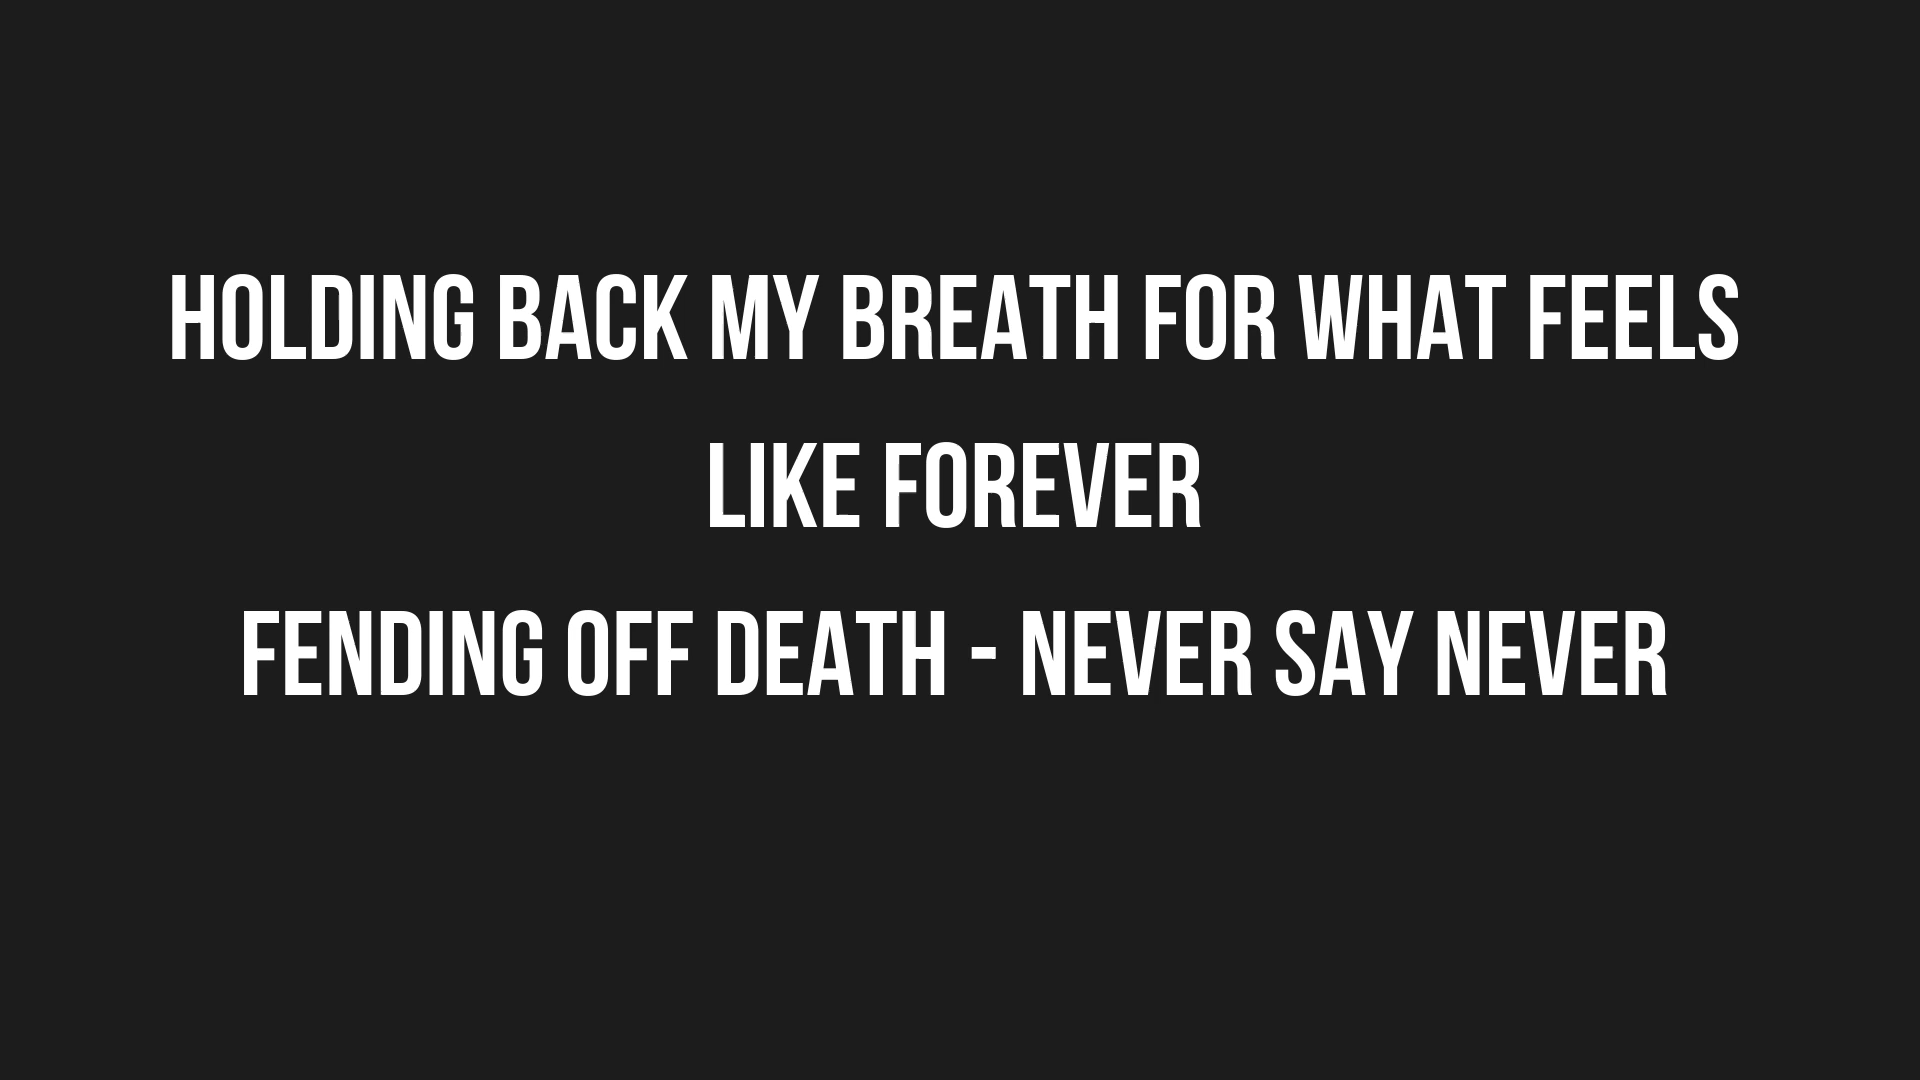 HOLDING BACK MY BREATH FOR WHAT FEELS
LIKE FOREVER
FENDING OFF DEATH - NEVER SAY NEVER